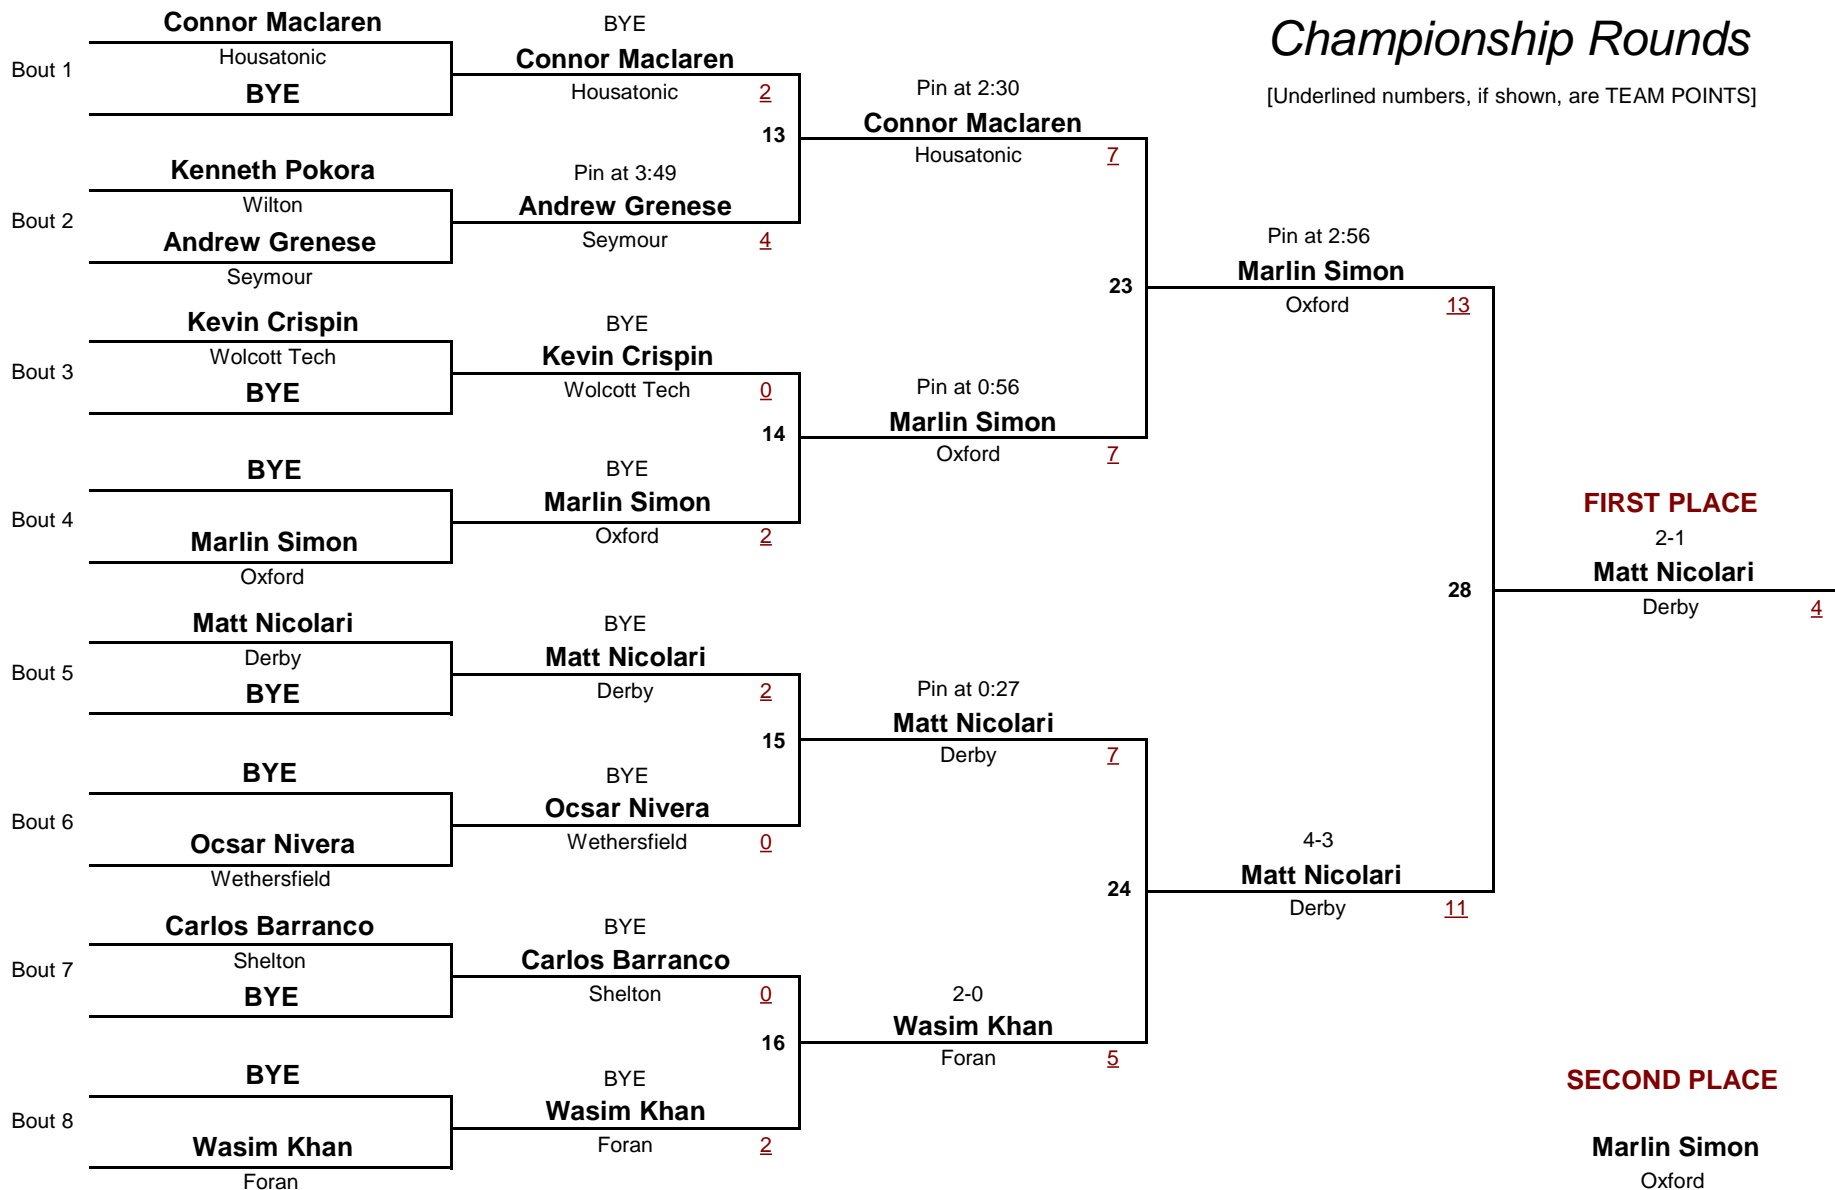 Championship Rounds
[Underlined numbers, if shown, are TEAM POINTS]
Bout 1
Connor Maclaren
Housatonic
BYE
Bout 2
Kenneth Pokora
Wilton
Andrew Grenese
Seymour
Bout 3
Kevin Crispin
Wolcott Tech
BYE
Bout 4
BYE
Marlin Simon
Oxford
Bout 5
Matt Nicolari
Derby
BYE
Bout 6
BYE
Ocsar Nivera
Wethersfield
Bout 7
Carlos Barranco
Shelton
BYE
Bout 8
BYE
Wasim Khan
Foran
BYE
Connor Maclaren
Housatonic 2
13
Pin at 3:49
Andrew Grenese
Seymour 4
BYE
Kevin Crispin
Wolcott Tech 0
14
BYE
Marlin Simon
Oxford 2
BYE
Matt Nicolari
Derby 2
15
BYE
Ocsar Nivera
Wethersfield 0
BYE
Carlos Barranco
Shelton 0
16
BYE
Wasim Khan
Foran 2
Pin at 2:30
Connor Maclaren
Housatonic 7
23
Pin at 0:56
Marlin Simon
Oxford 7
Pin at 0:27
Matt Nicolari
Derby 7
24
2-0
Wasim Khan
Foran 5
Pin at 2:56
Marlin Simon
Oxford 13
28
4-3
Matt Nicolari
Derby 11
FIRST PLACE
2-1
Matt Nicolari
Derby 4
SECOND PLACE
Marlin Simon
Oxford